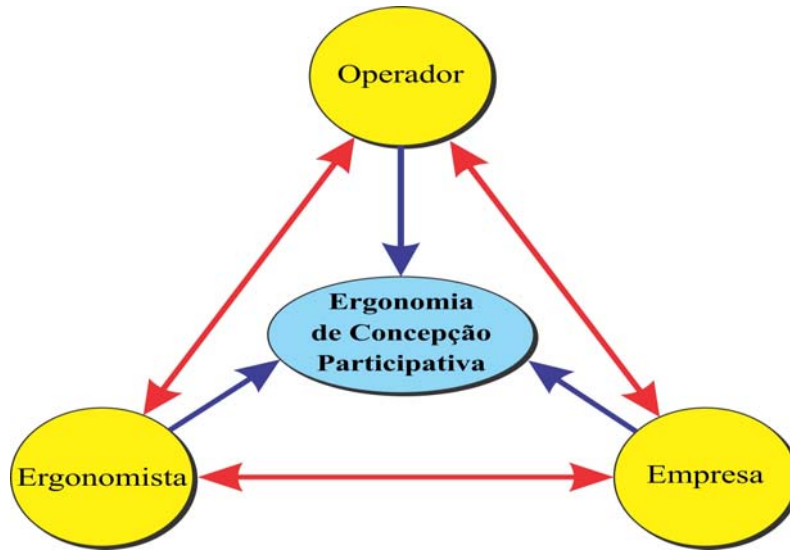 Operador
Ergonomia
de Concepção
Participativa
Ergonomista
Empresa